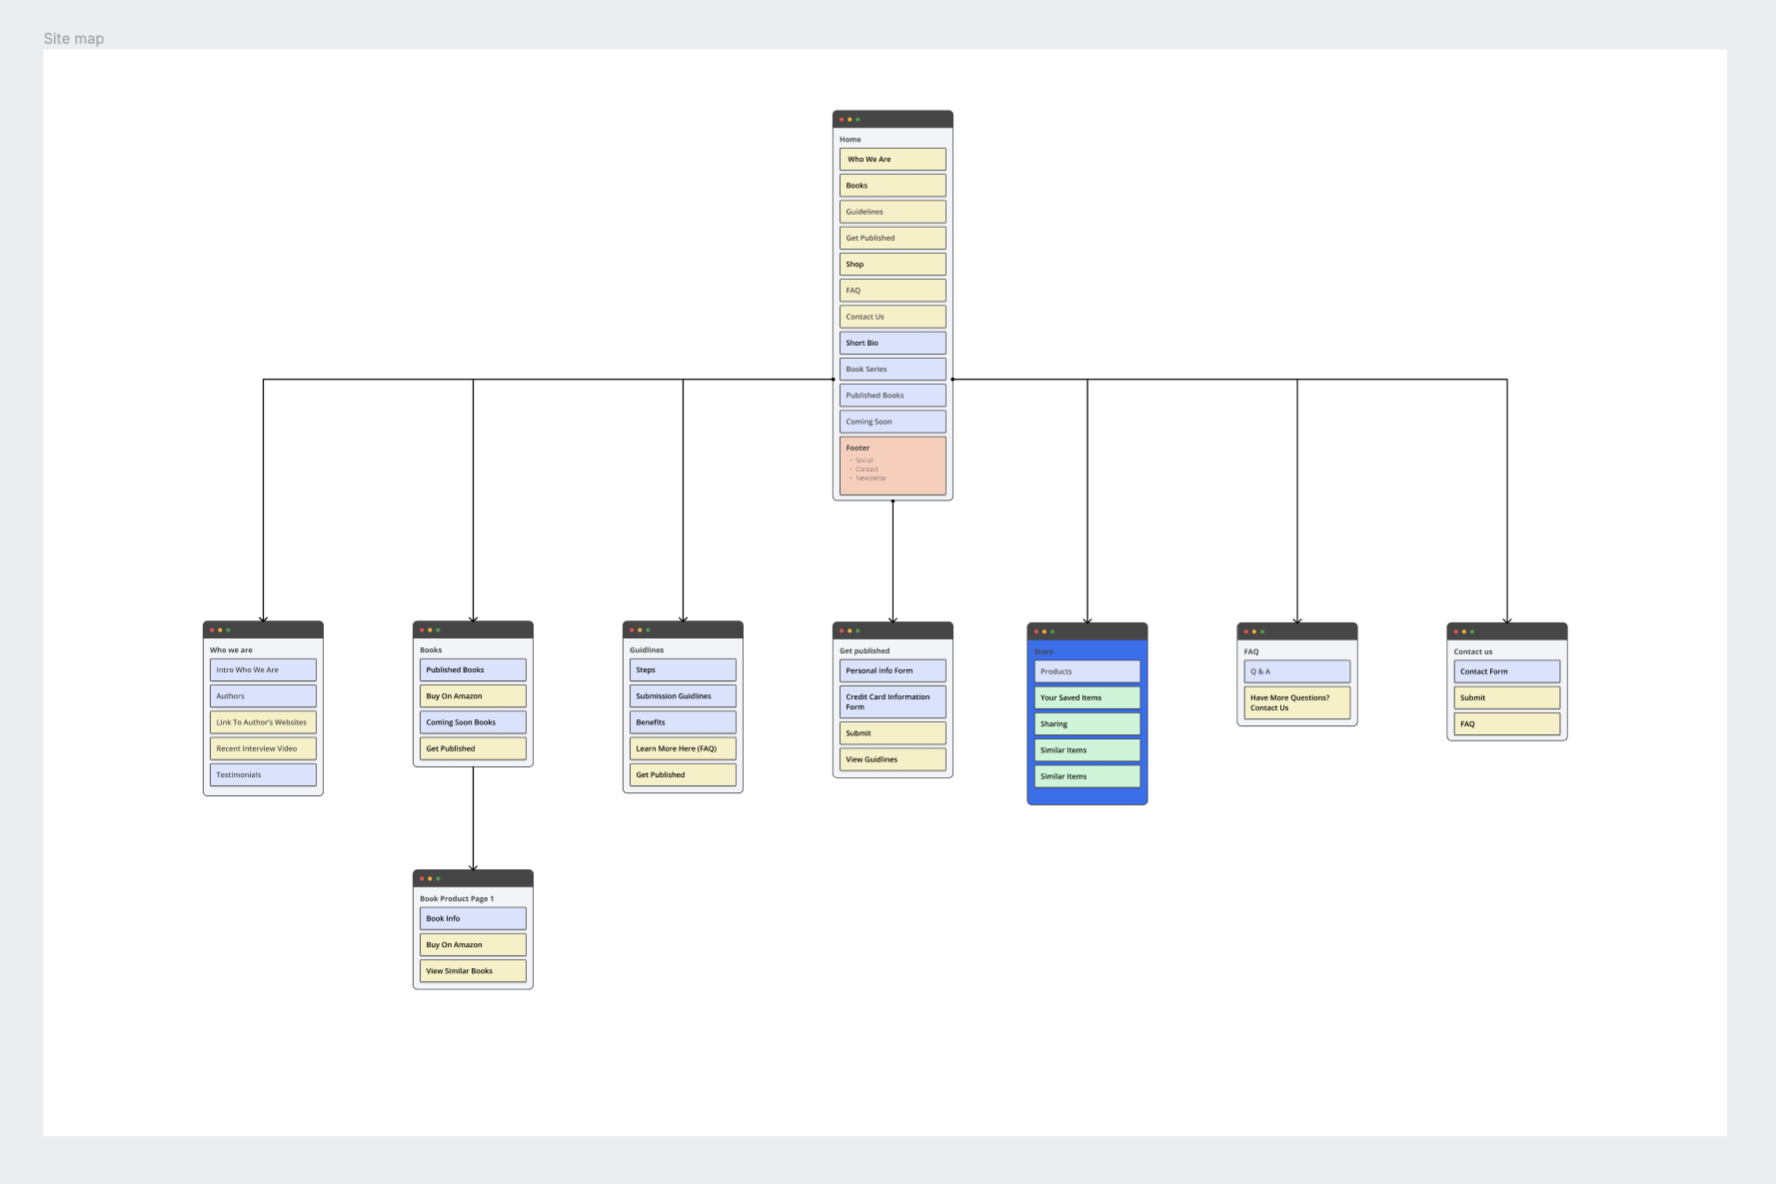 Site map
Home
Who We Are
Books
Guidelines
Get Published
Shop
FAQ
Contact Us
Short Bio
Book Series
Published Books
Coming Soon
Footer
• Social
• Contact
• Newsletter
Who we are
Intro Who We Are
Authors
Link To Author's Websites
Recent Interview Video
Testimonials
Books
Published Books
Buy On Amazon
Coming Soon Books
Get Published
Guidlines
Steps
Submission Guidlines
Benefits
Learn More Here (FAQ)
Get Published
Get published
Personal Info Form
Credit Card Information
Form
Submit
View Guidlines
Store
Products
Your Saved Items
Sharing
Similar Items
Similar Items
FAQ
Q & A
Have More Questions?
Contact Us
Contact us
Contact Form
Submit
FAQ
Book Product Page 1
Book Info
Buy On Amazon
View Similar Books